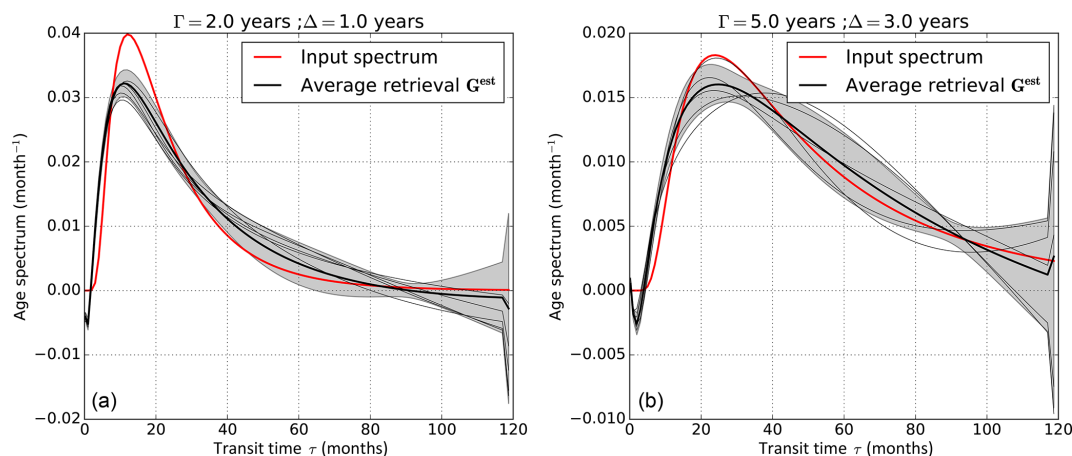 Γ = 2.0 years ;Δ = 1.0 years
Input spectrum
Average retrieval G^est
Age spectrum (month⁻¹)
0.04
0.03
0.02
0.01
0.00
−0.01
−0.02
(a)
0 20 40 60 80 100 120
Transit time τ (months)
Γ = 5.0 years ;Δ = 3.0 years
Input spectrum
Average retrieval G^est
Age spectrum (month⁻¹)
0.020
0.015
0.010
0.005
0.000
−0.005
−0.010
(b)
0 20 40 60 80 100 120
Transit time τ (months)